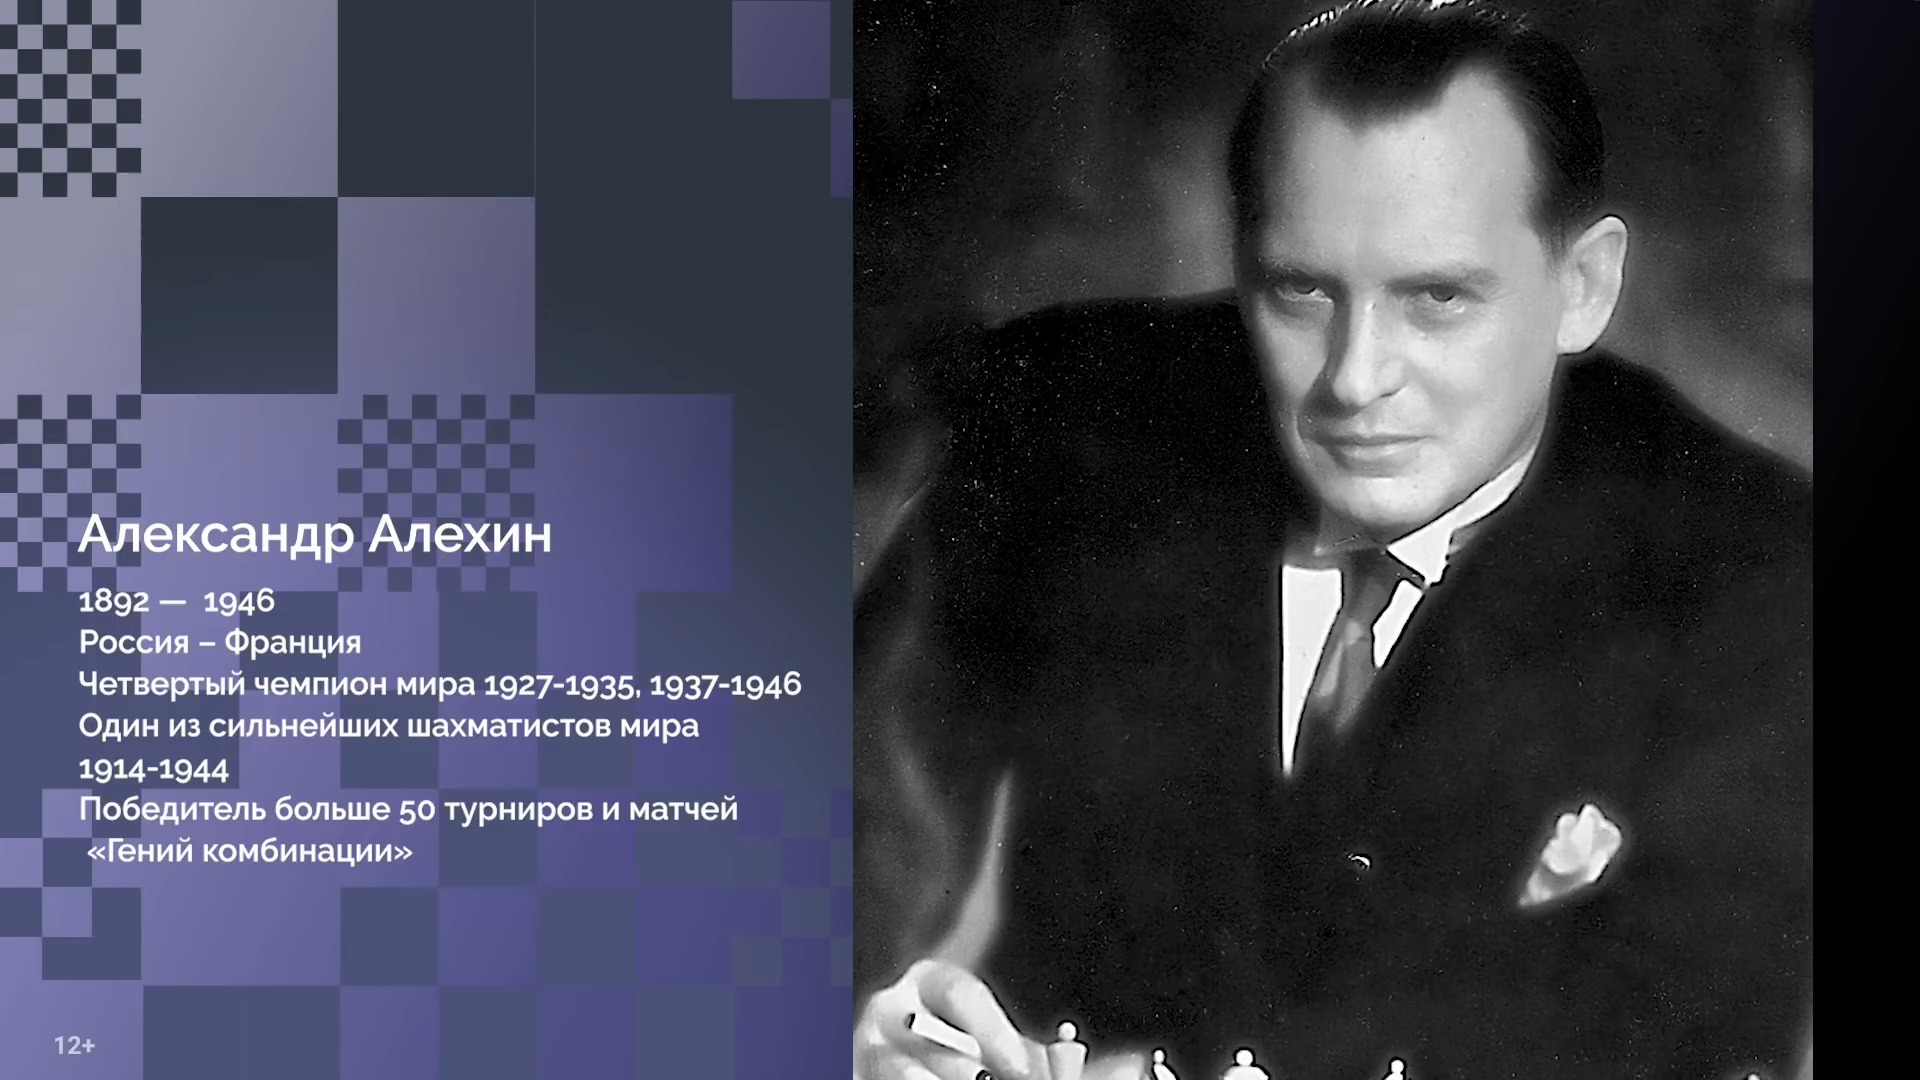 Александр Алехин
1892 — 1946
Россия – Франция
Четвертый чемпион мира 1927-1935, 1937-1946
Один из сильнейших шахматистов мира
1914-1944
Победитель больше 50 турниров и матчей
«Гений комбинации»
12+